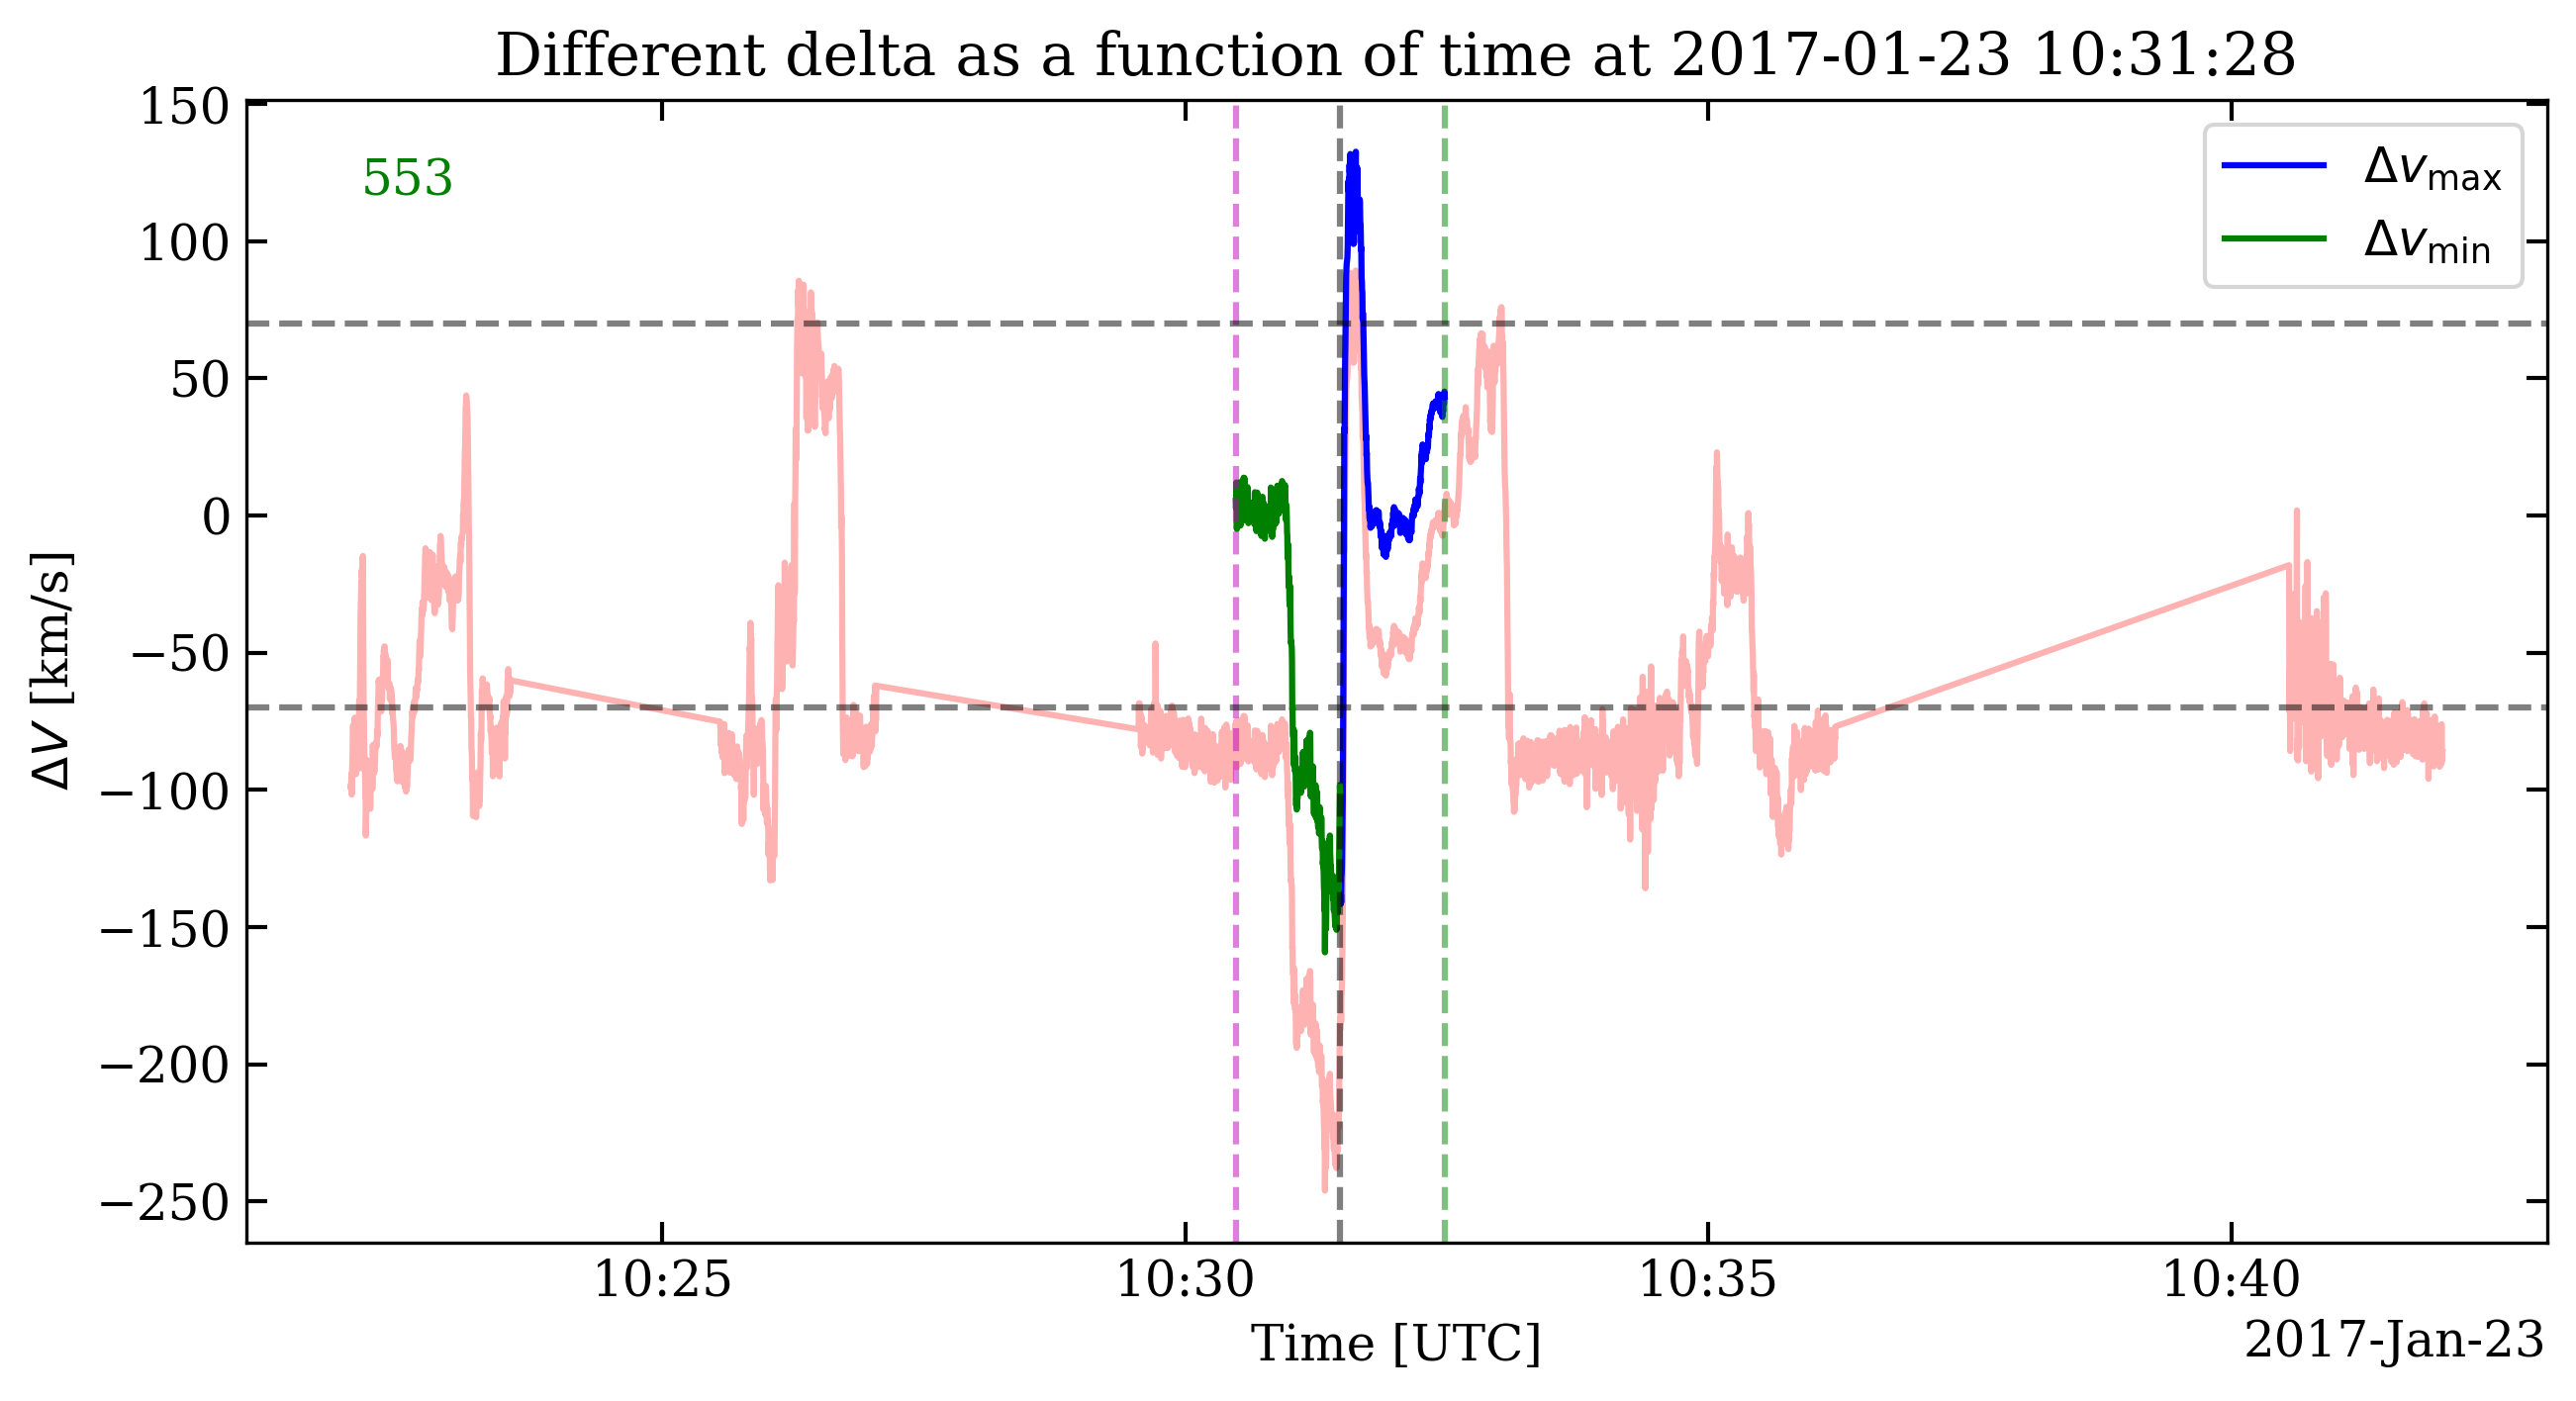 Different delta as a function of time at 2017-01-23 10:31:28
553
Δv_max
Δv_min
150
100
50
0
−50
−100
−150
−200
−250
ΔV [km/s]
10:25 10:30 10:35 10:40
Time [UTC]
2017-Jan-23